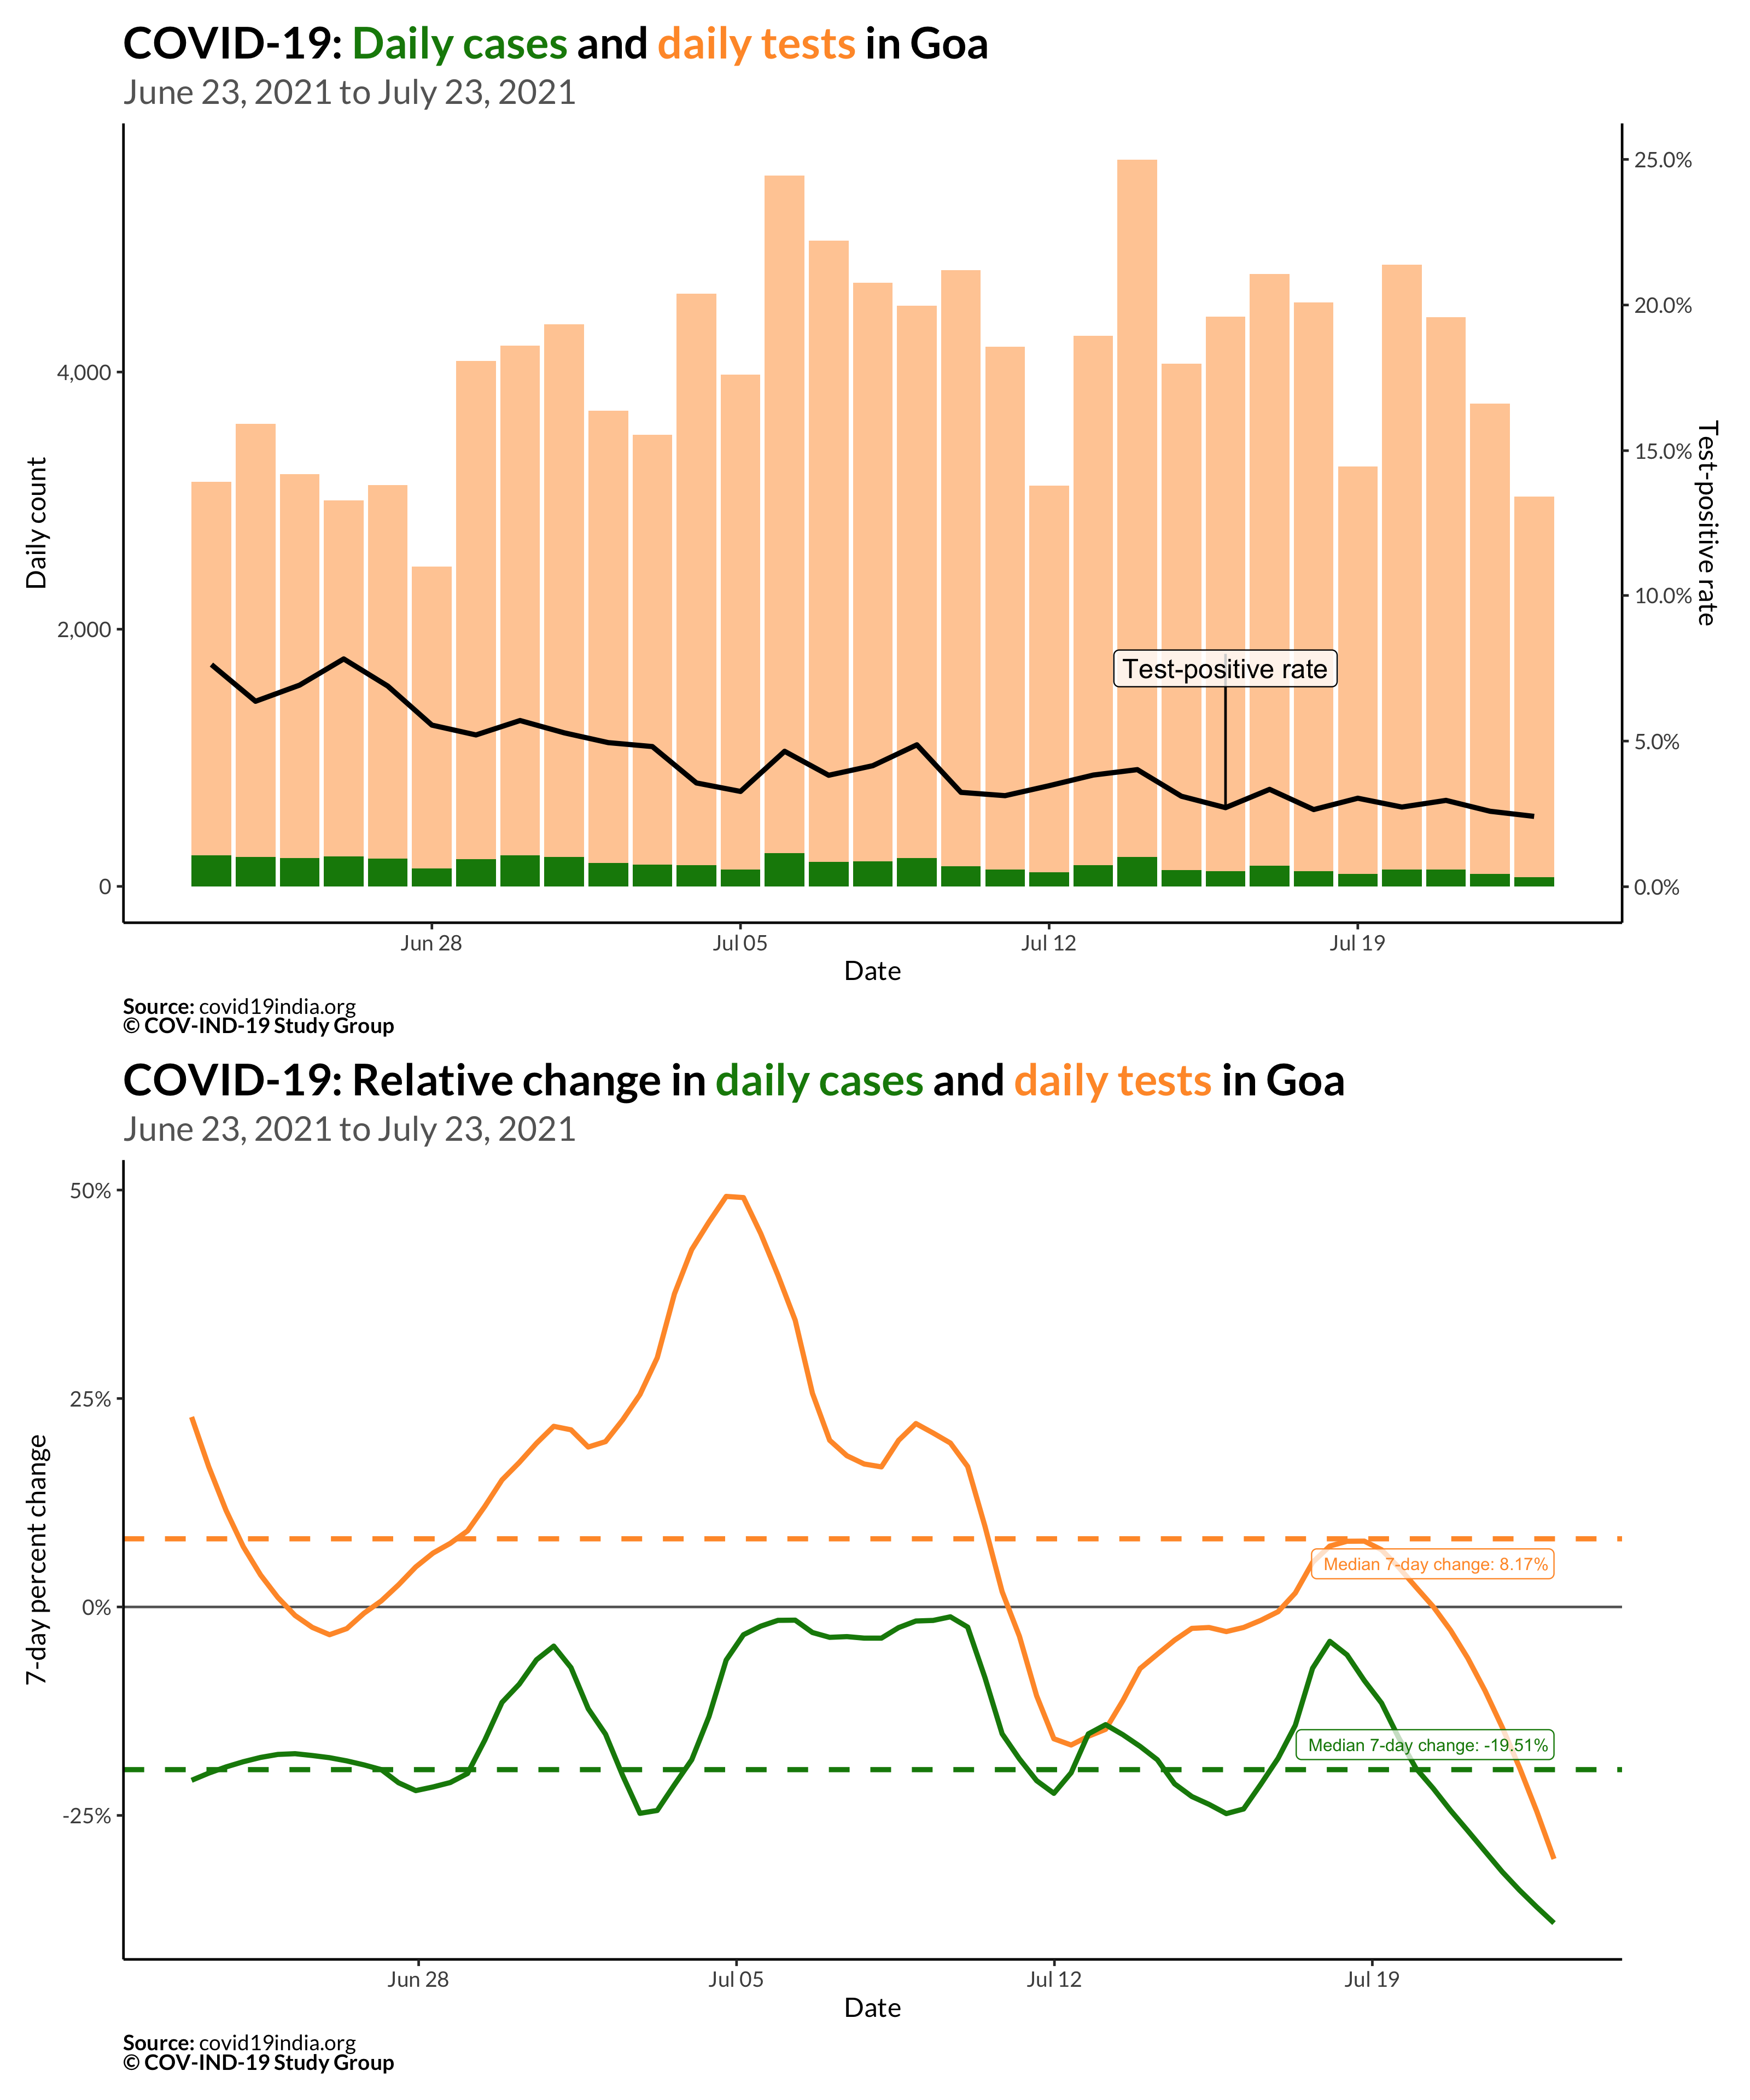 COVID-19: Daily cases and daily tests in Goa
June 23, 2021 to July 23, 2021
25.0%
20.0%
4,000
15.0%
Daily count
Test-positive rate
10.0%
2,000
Test-positive rate
5.0%
0
0.0%
Jun 28
Jul 05
Jul 12
Jul 19
Date
Source: covid19india.org
© COV-IND-19 Study Group
COVID-19: Relative change in daily cases and daily tests in Goa
June 23, 2021 to July 23, 2021
50%
25%
7-day percent change
Median 7-day change: 8.17%
0%
Median 7-day change: -19.51%
-25%
Jun 28
Jul 05
Jul 12
Jul 19
Date
Source: covid19india.org
© COV-IND-19 Study Group